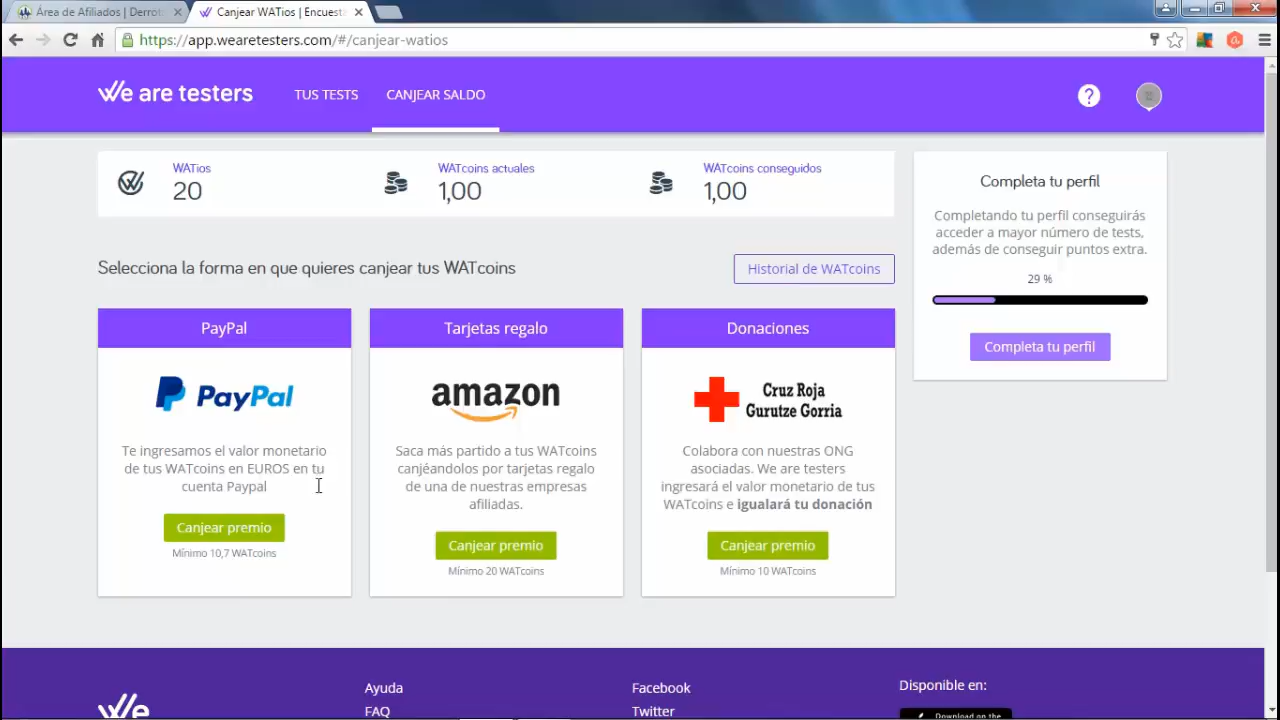 Área de Afiliados | Derrot
Canjear WATios | Encuesta
https://app.wearetesters.com/#/canjear-watios
We are testers
TUS TESTS
CANJEAR SALDO
?
WATios
20
WATcoins actuales
1,00
WATcoins conseguidos
1,00
Completa tu perfil
Completando tu perfil conseguirás
acceder a mayor número de tests,
además de conseguir puntos extra.
29 %
Completa tu perfil
Selecciona la forma en que quieres canjear tus WATcoins
Historial de WATcoins
PayPal
PayPal
Te ingresamos el valor monetario
de tus WATcoins en EUROS en tu
cuenta Paypal
Canjear premio
Mínimo 10,7 WATcoins
Tarjetas regalo
amazon
Saca más partido a tus WATcoins
canjéandolos por tarjetas regalo
de una de nuestras empresas
afiliadas.
Canjear premio
Mínimo 20 WATcoins
Donaciones
Cruz Roja
Gurutze Gorria
Colabora con nuestras ONG
asociadas. We are testers
ingresará el valor monetario de tus
WATcoins e igualará tu donación
Canjear premio
Mínimo 10 WATcoins
We
Ayuda
FAQ
Facebook
Twitter
Disponible en:
Download on the